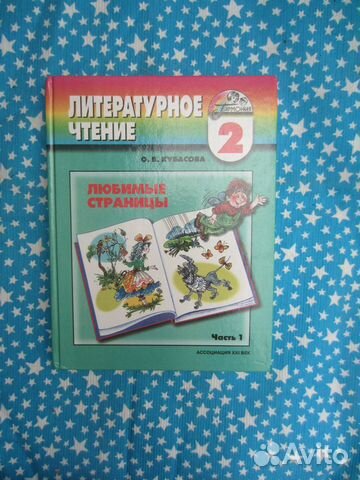 ГАРМОНИЯ
ЛИТЕРАТУРНОЕ
ЧТЕНИЕ
2
О. В. КУБАСОВА
ЛЮБИМЫЕ
СТРАНИЦЫ
Часть 1
АССОЦИАЦИЯ XXI ВЕК
Avito